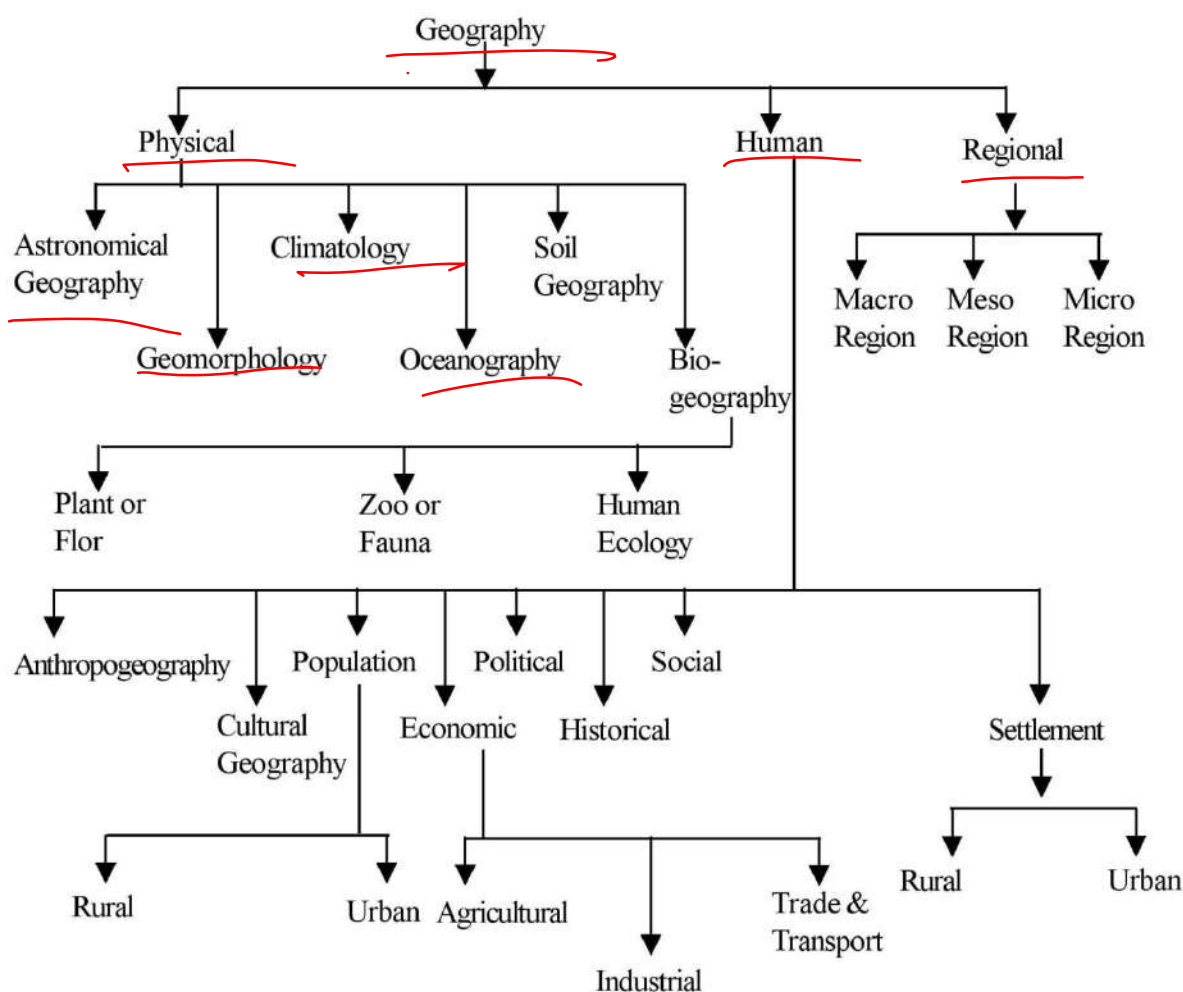 Geography
Physical
Human
Regional
Astronomical
Geography
Climatology
Soil
Geography
Macro
Region
Meso
Region
Micro
Region
Geomorphology
Oceanography
Bio-
geography
Plant or
Flor
Zoo or
Fauna
Human
Ecology
Anthropogeography
Population
Political
Social
Cultural
Geography
Economic
Historical
Settlement
Rural
Urban
Agricultural
Industrial
Trade &
Transport
Rural
Urban